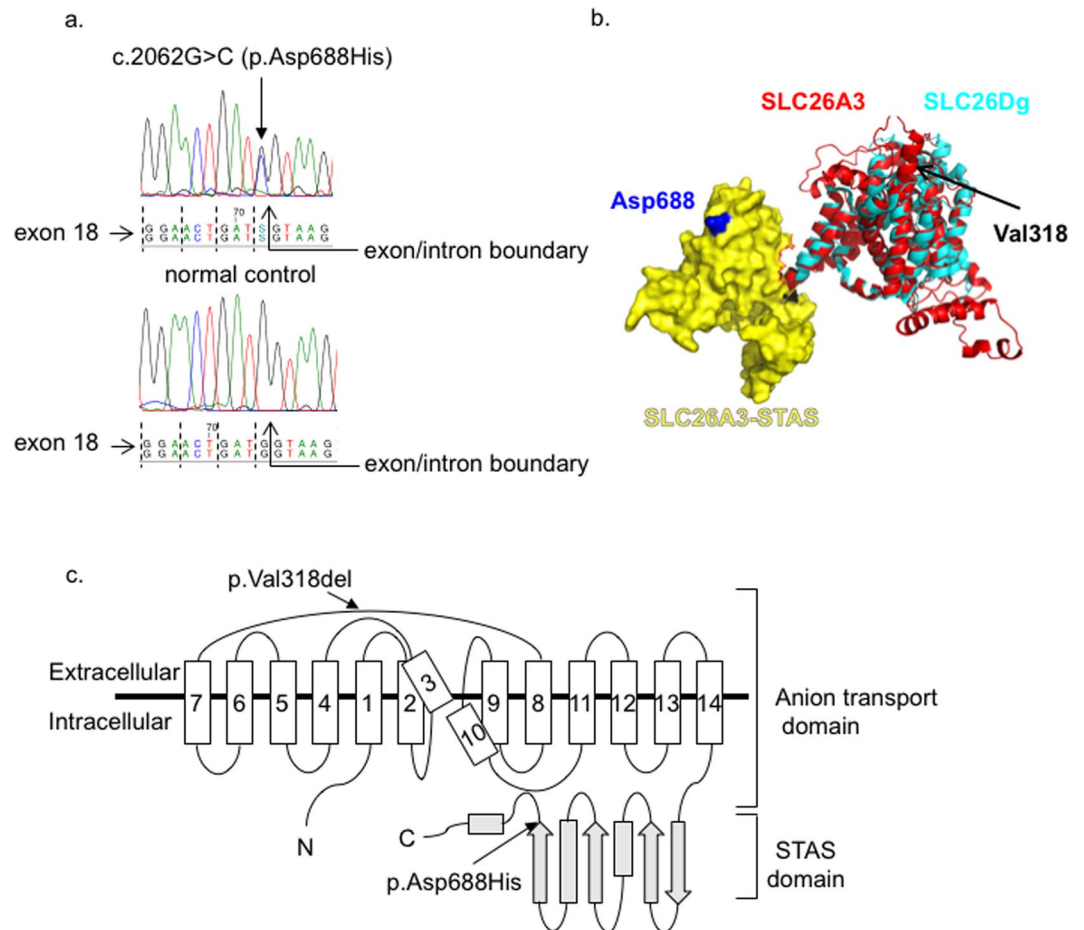 a.
c.2062G>C (p.Asp688His)
70
exon 18
G G A A C T G A T S G T A A G
G G A A C T G A T S G T A A G
exon/intron boundary
normal control
70
exon 18
G G A A C T G A T G G T A A G
G G A A C T G A T G G T A A G
exon/intron boundary
b.
SLC26A3 SLC26Dg
Asp688
Val318
SLC26A3-STAS
c.
p.Val318del
Extracellular
Intracellular
7 6 5 4 1 2 3 10 9 8 11 12 13 14
Anion transport
domain
N
C
p.Asp688His
STAS
domain